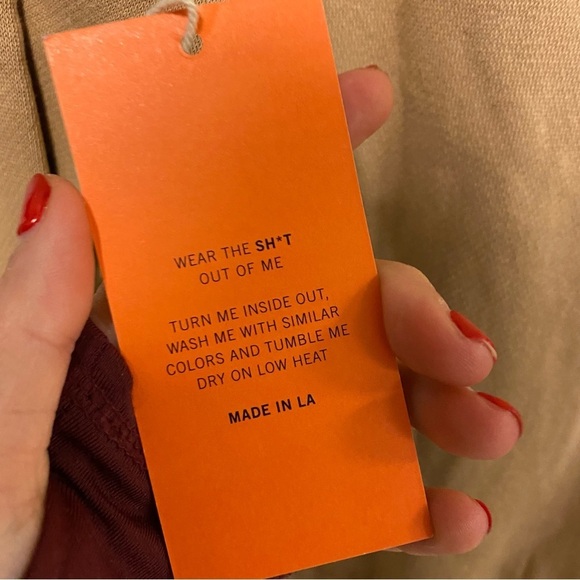 WEAR THE SH*T
OUT OF ME
TURN ME INSIDE OUT,
WASH ME WITH SIMILAR
COLORS AND TUMBLE ME
DRY ON LOW HEAT
MADE IN LA